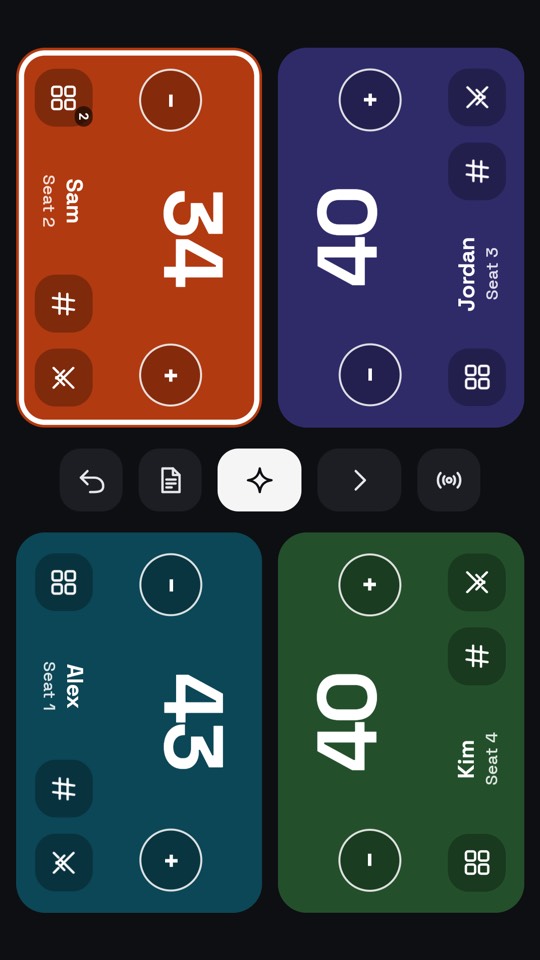 2
Sam
Seat 2
34
−
+
40
+
−
Jordan
Seat 3
Alex
Seat 1
43
−
+
40
+
−
Kim
Seat 4